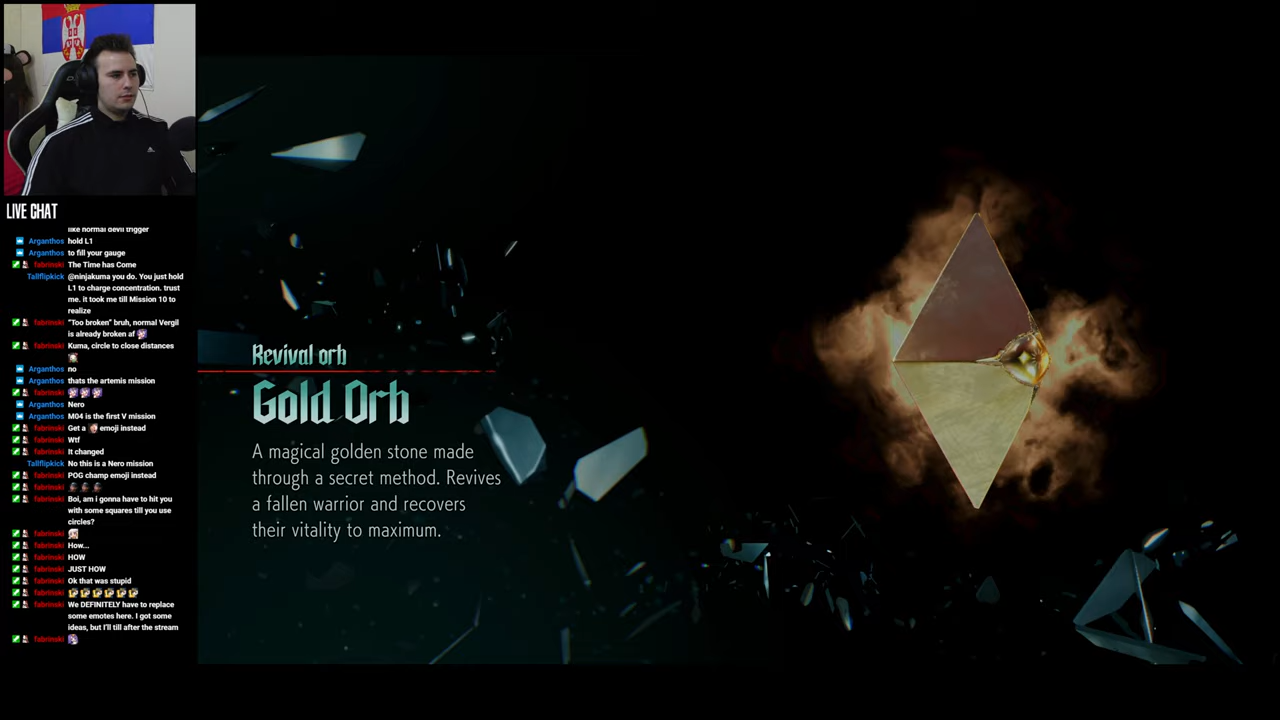 LIVE CHAT
like normal devil trigger
Arganthos hold L1
Arganthos to fill your gauge
fabrinski The Time has Come
Tallflipkick @ninjakuma you do. You just hold
L1 to charge concentration. trust
me. it took me till Mission 10 to
realize
fabrinski "Too broken" bruh, normal Vergil
is already broken af
fabrinski Kuma, circle to close distances
Arganthos no
Arganthos thats the artemis mission
fabrinski
Arganthos Nero
Arganthos M04 is the first V mission
fabrinski Get a emoji instead
fabrinski Wtf
fabrinski It changed
Tallflipkick No this is a Nero mission
fabrinski POG champ emoji instead
fabrinski
fabrinski Boi, am i gonna have to hit you
with some squares till you use
circles?
fabrinski
fabrinski How...
fabrinski HOW
fabrinski JUST HOW
fabrinski Ok that was stupid
fabrinski
fabrinski We DEFINITELY have to replace
some emotes here. I got some
ideas, but I'll till after the stream
fabrinski
Revival orb
Gold Orb
A magical golden stone made
through a secret method. Revives
a fallen warrior and recovers
their vitality to maximum.